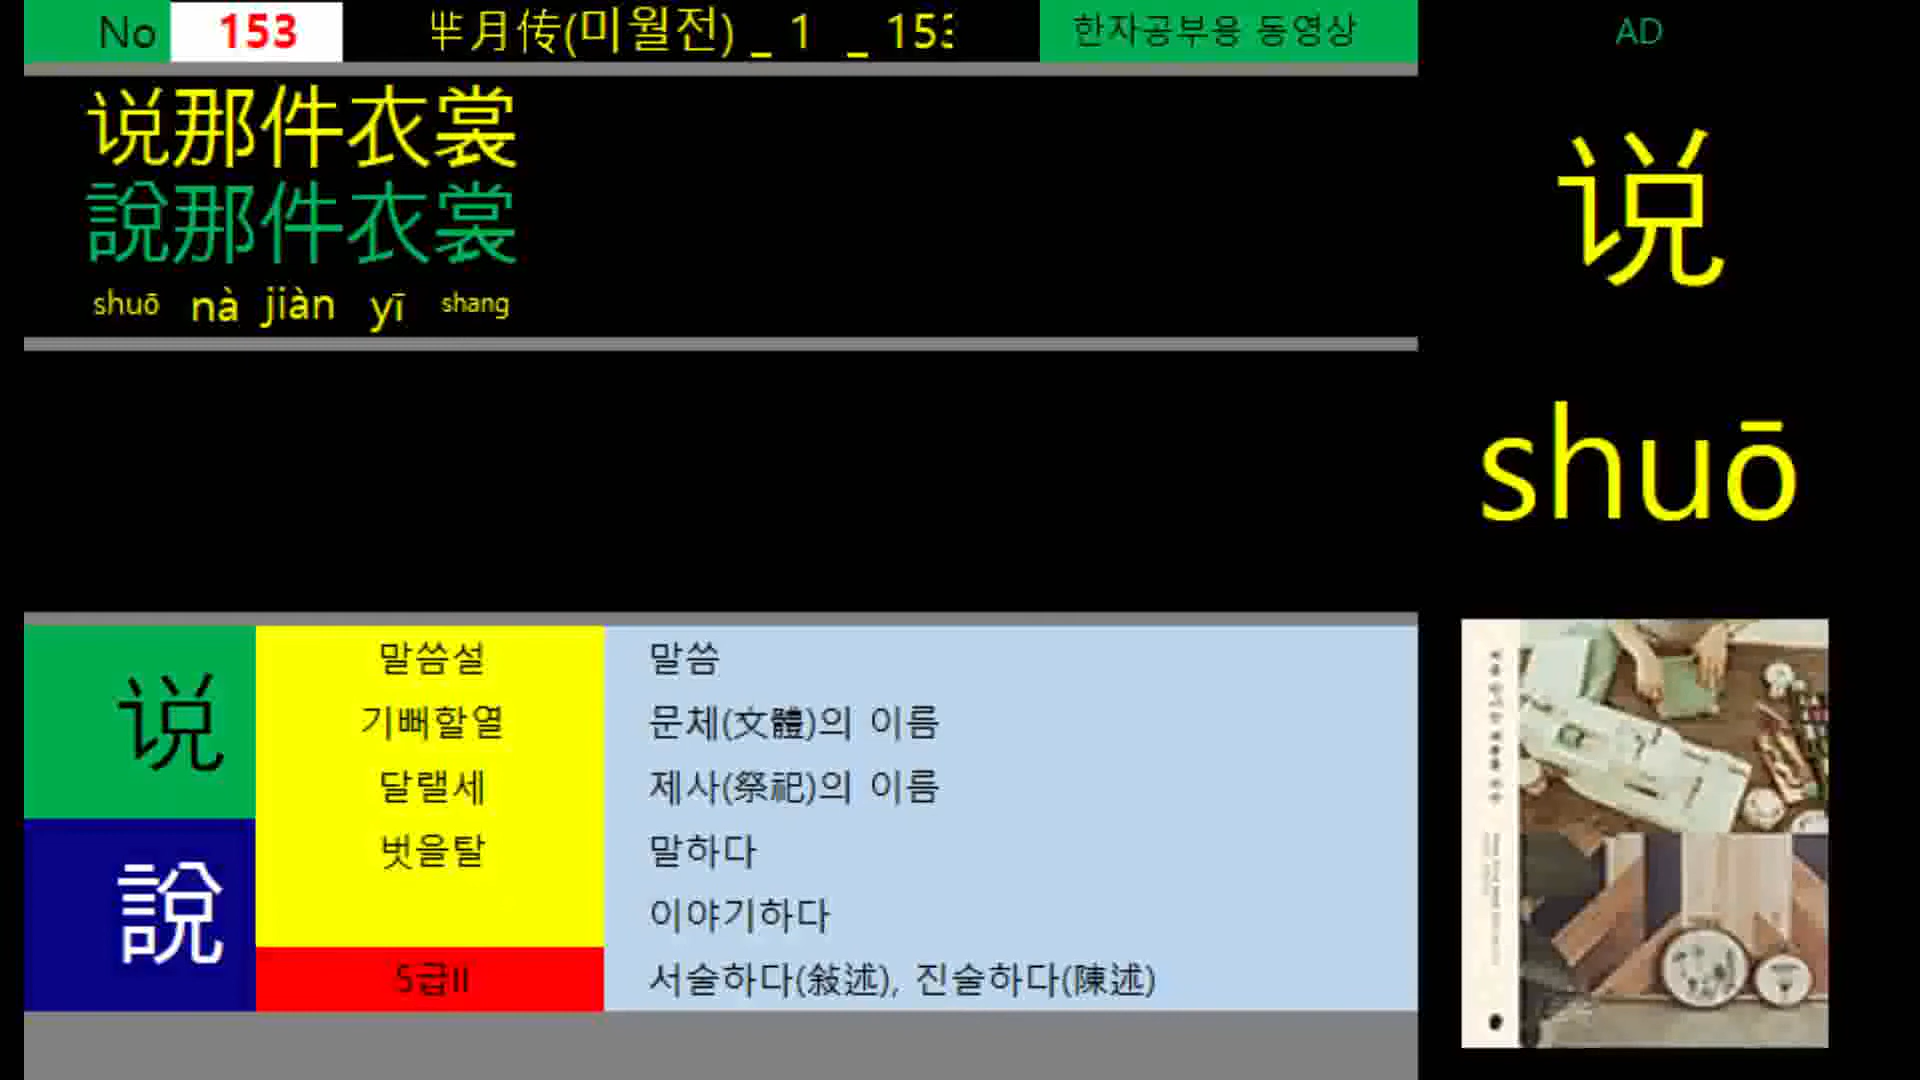 No 153 芈月传(미월전) _ 1 _ 153 한자공부용 동영상 AD
说那件衣裳
説那件衣裳
shuō nà jiàn yī shang
说
shuō
说
説
말씀설
기뻐할열
달랠세
벗을탈
5급II
말씀
문체(文體)의 이름
제사(祭祀)의 이름
말하다
이야기하다
서술하다(敍述), 진술하다(陳述)